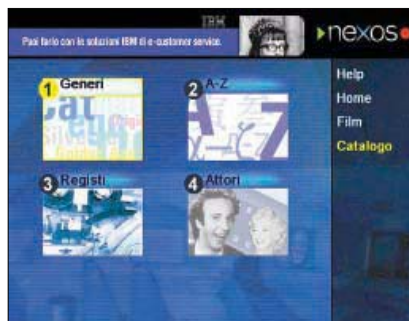 IBM
Puoi farlo con le soluzioni IBM di e-customer service.
nexos
Help
Home
Film
Catalogo
1 Generi
2 A-Z
3 Registi
4 Attori